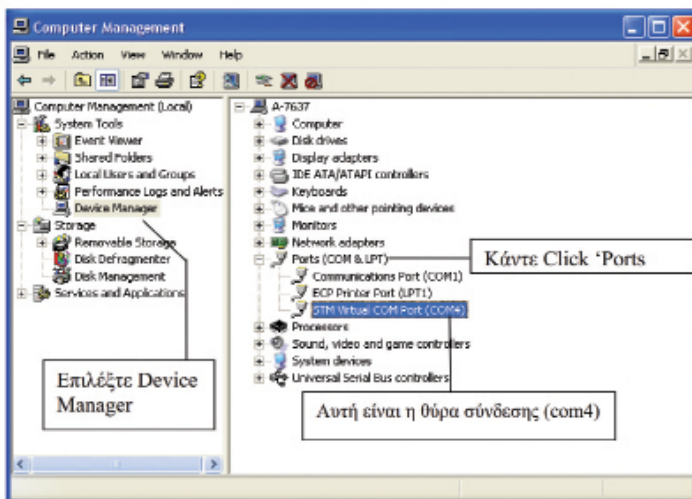 Computer Management
File Action View Window Help
Computer Management (Local)
System Tools
Event Viewer
Shared Folders
Local Users and Groups
Performance Logs and Alerts
Device Manager
Storage
Removable Storage
Disk Defragmenter
Disk Management
Services and Applications
A-7637
Computer
Disk drives
Display adapters
IDE ATA/ATAPI controllers
Keyboards
Mice and other pointing devices
Monitors
Network adapters
Ports (COM & LPT)
Communications Port (COM1)
ECP Printer Port (LPT1)
STM Virtual COM Port (COM4)
Processors
Sound, video and game controllers
System devices
Universal Serial Bus controllers
Κάντε Click ‘Ports
Επιλέξτε Device
Manager
Αυτή είναι η θύρα σύνδεσης (com4)